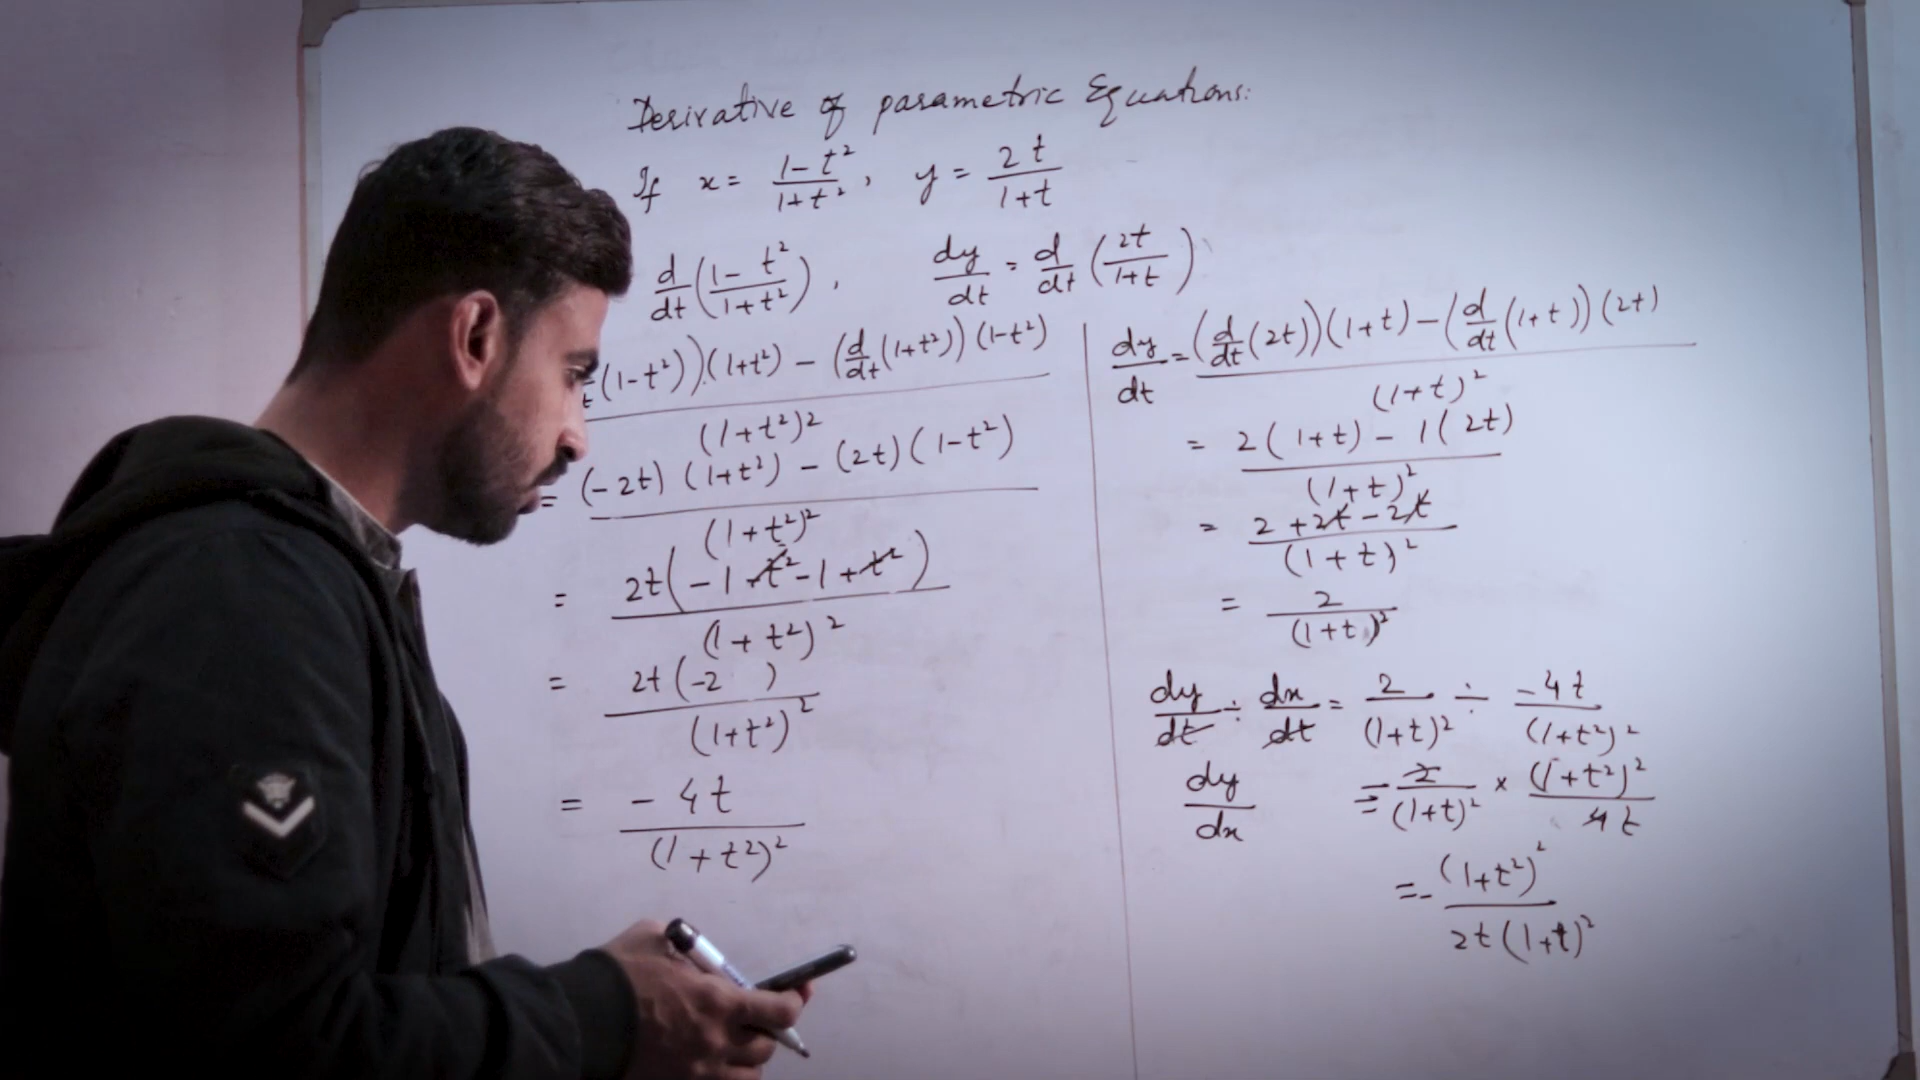 Derivative of parametric Equations:
If x = (1-t²)/(1+t²), y = 2t/(1+t)
d/dt((1-t²)/(1+t²)), dy/dt = d/dt(2t/(1+t))
(1-t²))(1+t²) - (d/dt(1+t²))(1-t²)
(1+t²)²
= ((-2t)(1+t²) - (2t)(1-t²))/(1+t²)²
= 2t(-1-t²-1+t²)/(1+t²)²
= 2t(-2 )/(1+t²)²
= -4t/(1+t²)²
dy/dt = ((d/dt(2t))(1+t) - (d/dt(1+t))(2t))/(1+t)²
= (2(1+t) - 1(2t))/(1+t)²
= (2+2t-2t)/(1+t)²
= 2/(1+t)²
dy/dt ÷ dx/dt = 2/(1+t)² ÷ -4t/(1+t²)²
dy/dx = 2/(1+t)² × (1+t²)²/4t
= -(1+t²)²/2t(1+t)²